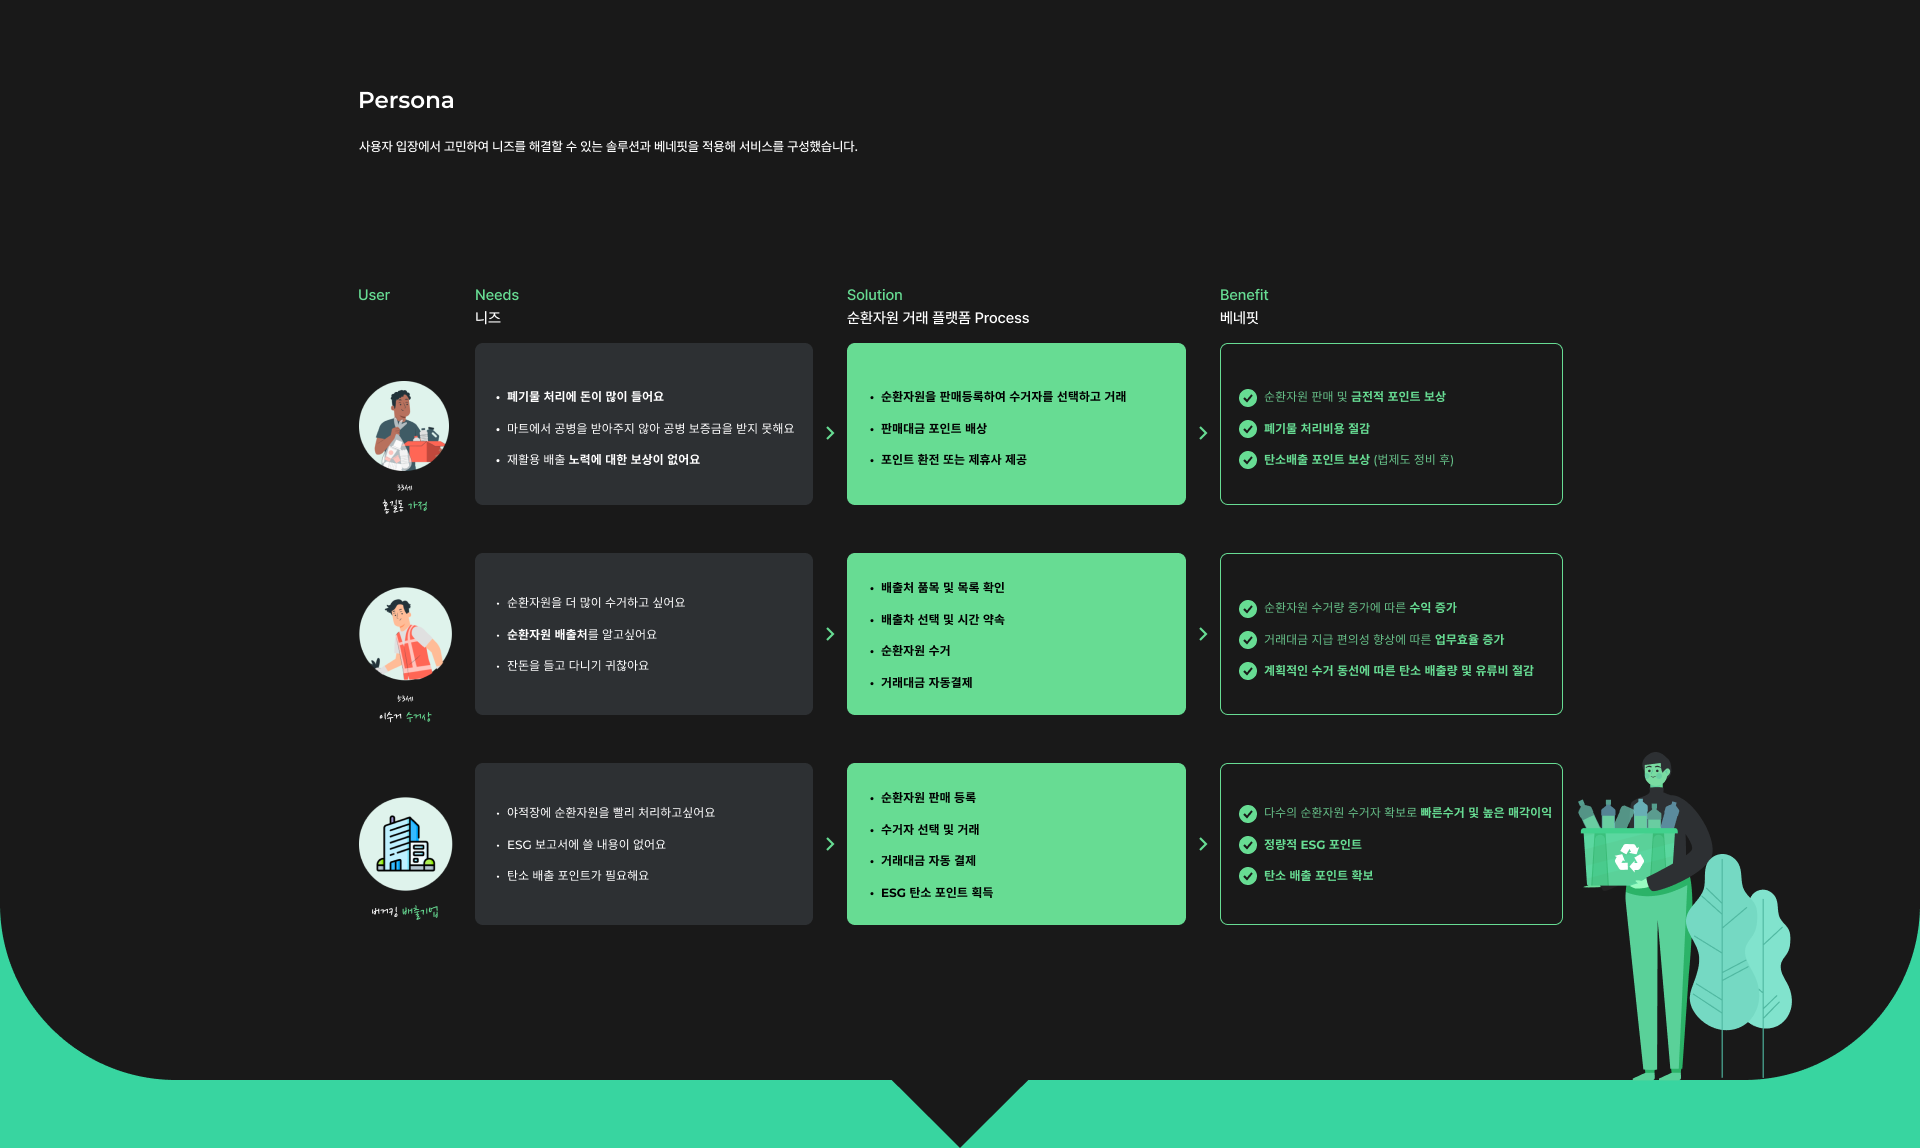 Persona
사용자 입장에서 고민하여 니즈를 해결할 수 있는 솔루션과 베네핏을 적용해 서비스를 구성했습니다.
User
Needs
니즈
Solution
순환자원 거래 플랫폼 Process
Benefit
베네핏
33세
홍길동 가정
• 폐기물 처리에 돈이 많이 들어요
• 마트에서 공병을 받아주지 않아 공병 보증금을 받지 못해요
• 재활용 배출 노력에 대한 보상이 없어요
• 순환자원을 판매등록하여 수거자를 선택하고 거래
• 판매대금 포인트 배상
• 포인트 환전 또는 제휴사 제공
순환자원 판매 및 금전적 포인트 보상
폐기물 처리비용 절감
탄소배출 포인트 보상 (법제도 정비 후)
53세
이수거 수거상
• 순환자원을 더 많이 수거하고 싶어요
• 순환자원 배출처를 알고싶어요
• 잔돈을 들고 다니기 귀찮아요
• 배출처 품목 및 목록 확인
• 배출차 선택 및 시간 약속
• 순환자원 수거
• 거래대금 자동결제
순환자원 수거량 증가에 따른 수익 증가
거래대금 지급 편의성 향상에 따른 업무효율 증가
계획적인 수거 동선에 따른 탄소 배출량 및 유류비 절감
버거킹 배출기업
• 야적장에 순환자원을 빨리 처리하고싶어요
• ESG 보고서에 쓸 내용이 없어요
• 탄소 배출 포인트가 필요해요
• 순환자원 판매 등록
• 수거자 선택 및 거래
• 거래대금 자동 결제
• ESG 탄소 포인트 획득
다수의 순환자원 수거자 확보로 빠른수거 및 높은 매각이익
정량적 ESG 포인트
탄소 배출 포인트 확보